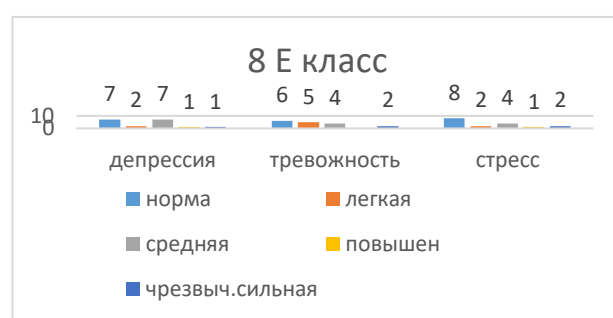 8 Е класс
7 2 7 1 1 6 5 4 2 8 2 4 1 2
10
0
депрессия тревожность стресс
норма легкая
средняя повышен
чрезвыч.сильная